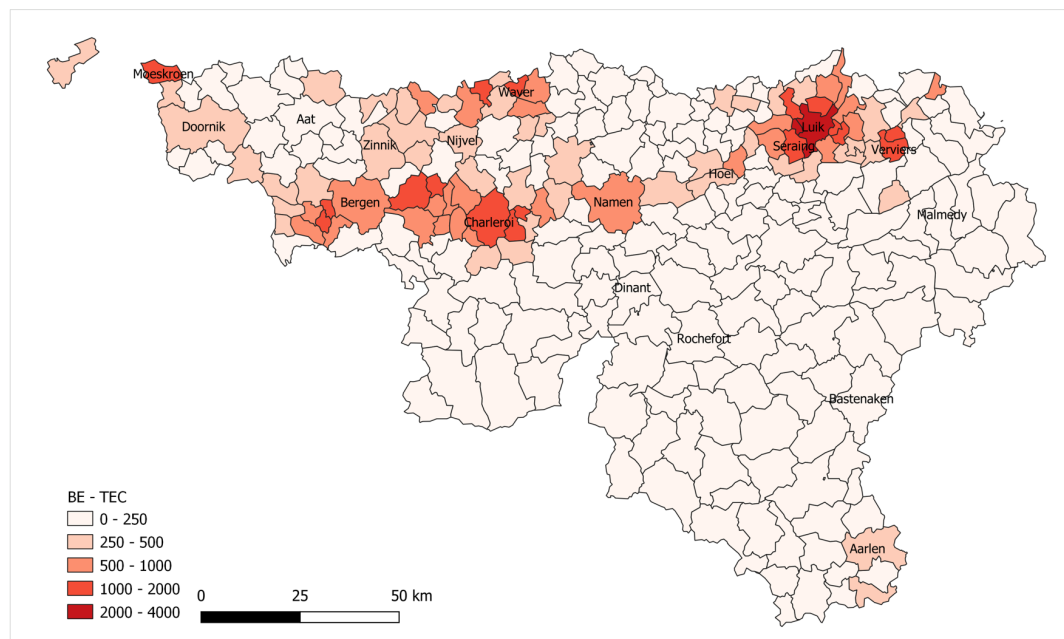 Moeskroen
Waver
Doornik
Aat
Luik
Zinnik
Nijvel
Seraing
Verviers
Hoei
Bergen
Namen
Malmedy
Charleroi
Dinant
Rochefort
Bastenaken
Aarlen
BE - TEC
0 - 250
250 - 500
500 - 1000
1000 - 2000
2000 - 4000
0 25 50 km